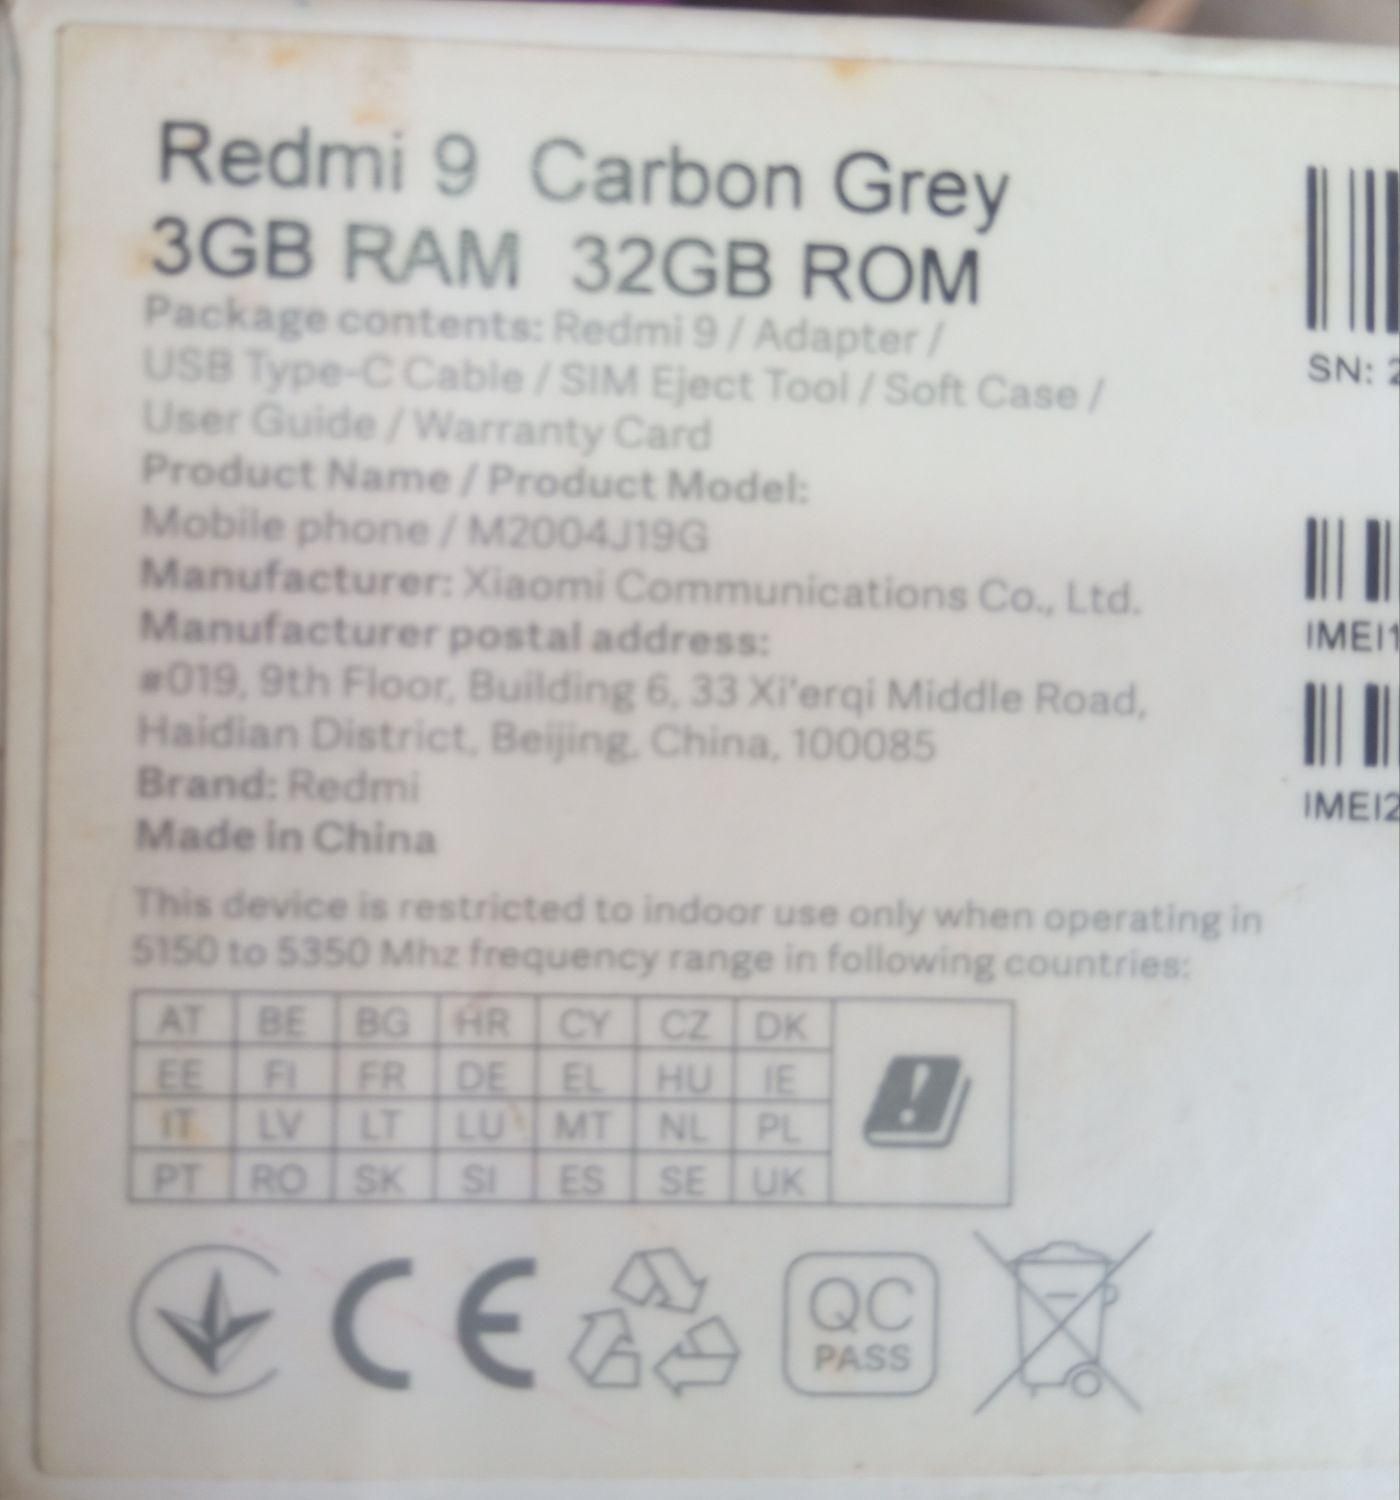 Redmi 9 Carbon Grey
3GB RAM 32GB ROM
Package contents: Redmi 9 / Adapter /
USB Type-C Cable / SIM Eject Tool / Soft Case /
User Guide / Warranty Card
Product Name / Product Model:
Mobile phone / M2004J19G
Manufacturer: Xiaomi Communications Co., Ltd.
Manufacturer postal address:
#019, 9th Floor, Building 6, 33 Xi'erqi Middle Road,
Haidian District, Beijing, China, 100085
Brand: Redmi
Made in China
This device is restricted to indoor use only when operating in
5150 to 5350 Mhz frequency range in following countries:
AT BE BG HR CY CZ DK
EE FI FR DE EL HU IE
IT LV LT LU MT NL PL
PT RO SK SI ES SE UK
CE
QC
PASS
SN: 2
IMEI1
IMEI2